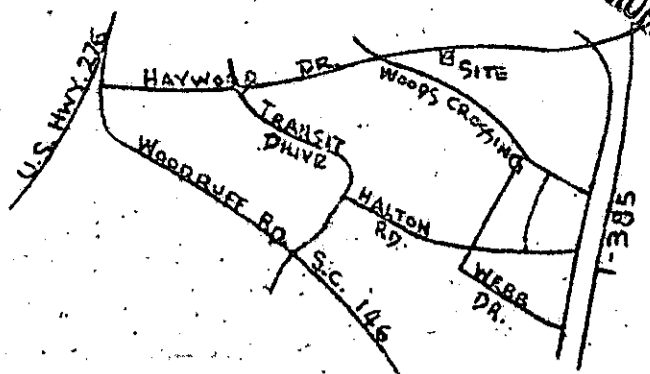 U.S. HWY. 276
HAYWOOD DR.
SITE
WOODS CROSSING
TRANSIT
DRIVE
WOODRUFF RD.
S.C. 146
HALTON
RD.
WEBB
DR.
I-385